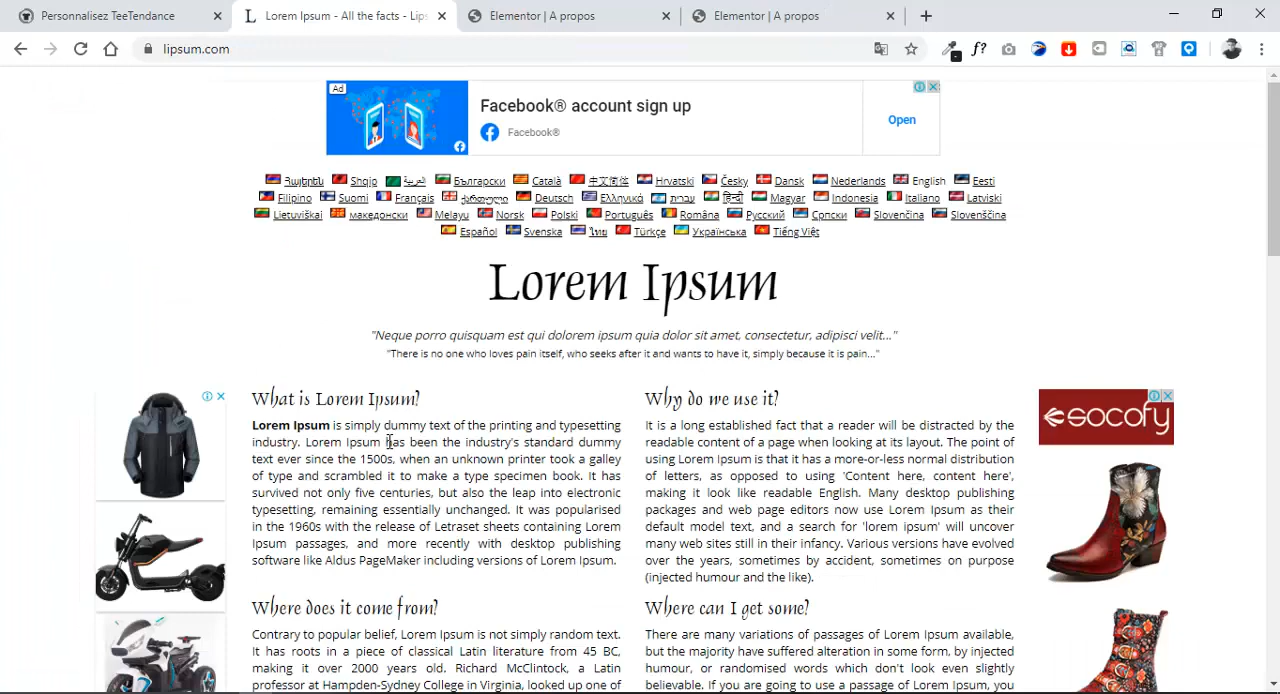 Personnalisez TeeTendance
Lorem Ipsum - All the facts - Lips
Elementor | A propos
Elementor | A propos
lipsum.com
f?
Ad
Facebook® account sign up
Facebook®
Open
Հայերեն Shqip العربية Български Català 中文简体 Hrvatski Česky Dansk Nederlands English Eesti
Filipino Suomi Français ქართული Deutsch Ελληνικά עברית हिन्दी Magyar Indonesia Italiano Latviski
Lietuviškai македонски Melayu Norsk Polski Português Româna Русский Српски Slovenčina Slovenščina
Español Svenska ไทย Türkçe Українська Tiếng Việt
Lorem Ipsum
"Neque porro quisquam est qui dolorem ipsum quia dolor sit amet, consectetur, adipisci velit..."
"There is no one who loves pain itself, who seeks after it and wants to have it, simply because it is pain..."
What is Lorem Ipsum?
Lorem Ipsum is simply dummy text of the printing and typesetting
industry. Lorem Ipsum has been the industry's standard dummy
text ever since the 1500s, when an unknown printer took a galley
of type and scrambled it to make a type specimen book. It has
survived not only five centuries, but also the leap into electronic
typesetting, remaining essentially unchanged. It was popularised
in the 1960s with the release of Letraset sheets containing Lorem
Ipsum passages, and more recently with desktop publishing
software like Aldus PageMaker including versions of Lorem Ipsum.
Why do we use it?
It is a long established fact that a reader will be distracted by the
readable content of a page when looking at its layout. The point of
using Lorem Ipsum is that it has a more-or-less normal distribution
of letters, as opposed to using 'Content here, content here',
making it look like readable English. Many desktop publishing
packages and web page editors now use Lorem Ipsum as their
default model text, and a search for 'lorem ipsum' will uncover
many web sites still in their infancy. Various versions have evolved
over the years, sometimes by accident, sometimes on purpose
(injected humour and the like).
socofy
Where does it come from?
Contrary to popular belief, Lorem Ipsum is not simply random text.
It has roots in a piece of classical Latin literature from 45 BC,
making it over 2000 years old. Richard McClintock, a Latin
professor at Hampden-Sydney College in Virginia, looked up one of
Where can I get some?
There are many variations of passages of Lorem Ipsum available,
but the majority have suffered alteration in some form, by injected
humour, or randomised words which don't look even slightly
believable. If you are going to use a passage of Lorem Ipsum, you